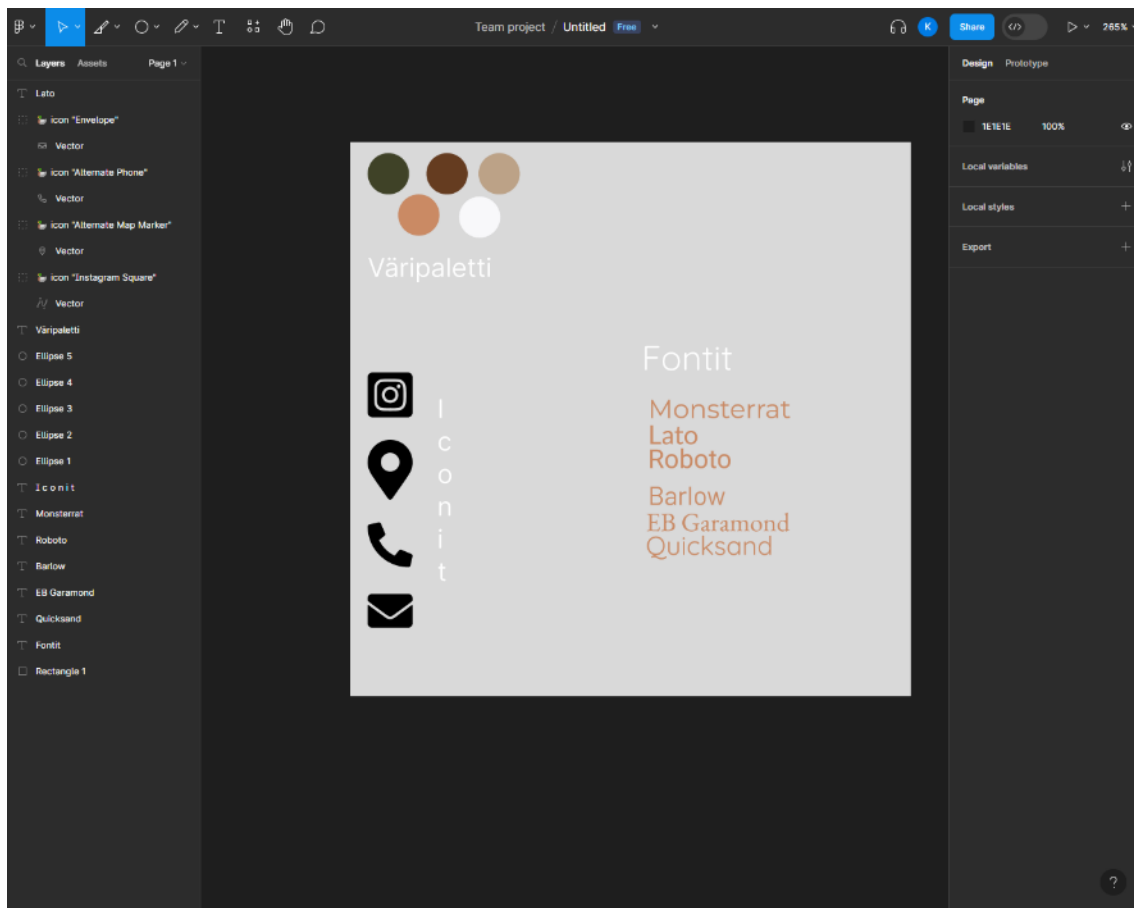 Team project / Untitled Free
K
Share
265%
Layers Assets Page 1
Design Prototype
Lato
icon "Envelope"
Vector
icon "Alternate Phone"
Vector
icon "Alternate Map Marker"
Vector
icon "Instagram Square"
Vector
Väripaletti
Ellipse 5
Ellipse 4
Ellipse 3
Ellipse 2
Ellipse 1
I c o n i t
Monsterrat
Roboto
Barlow
EB Garamond
Quicksand
Fontit
Rectangle 1
Väripaletti
I
c
o
n
i
t
Fontit
Monsterrat
Lato
Roboto
Barlow
EB Garamond
Quicksand
Page
1E1E1E 100%
Local variables
Local styles
Export
?